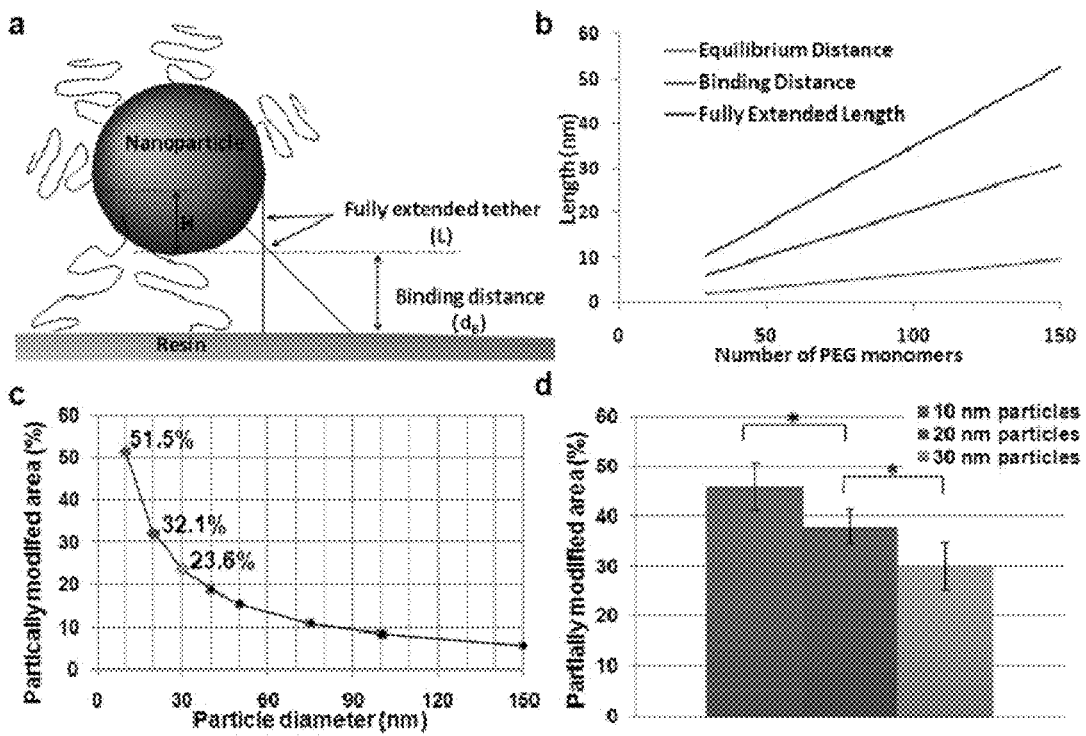 a
Nanoparticle
R
Fully extended tether
(L)
Binding distance
(dB)
Resin
b
Length (nm)
60
50
40
30
20
10
0
Equilibrium Distance
Binding Distance
Fully Extended Length
0
50
100
150
Number of PEG monomers
c
Partically modifed area (%)
60
50
40
30
20
10
0
51.5%
32.1%
23.6%
0
30
60
90
120
150
Particle diameter (nm)
d
Partially modified area (%)
60
50
40
30
20
10
0
*
*
10 nm particles
20 nm particles
30 nm particles